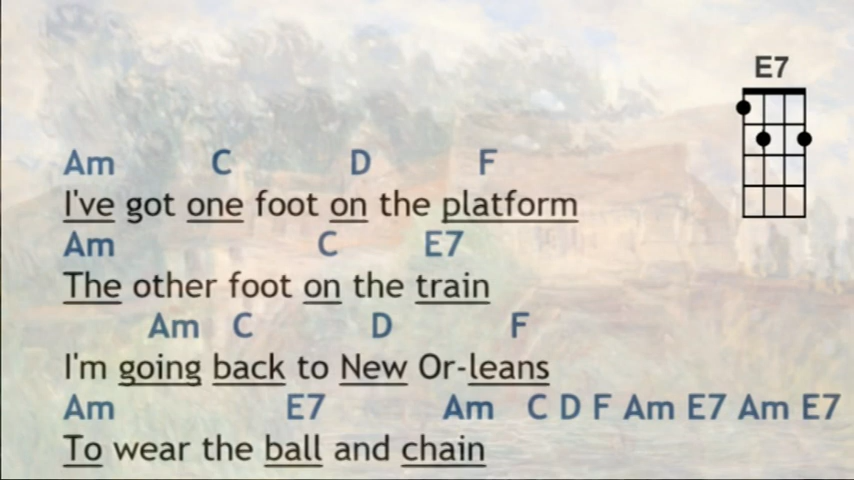 E7
Am C D F
I've got one foot on the platform
Am C E7
The other foot on the train
Am C D F
I'm going back to New Or-leans
Am E7 Am C D F Am E7 Am E7
To wear the ball and chain